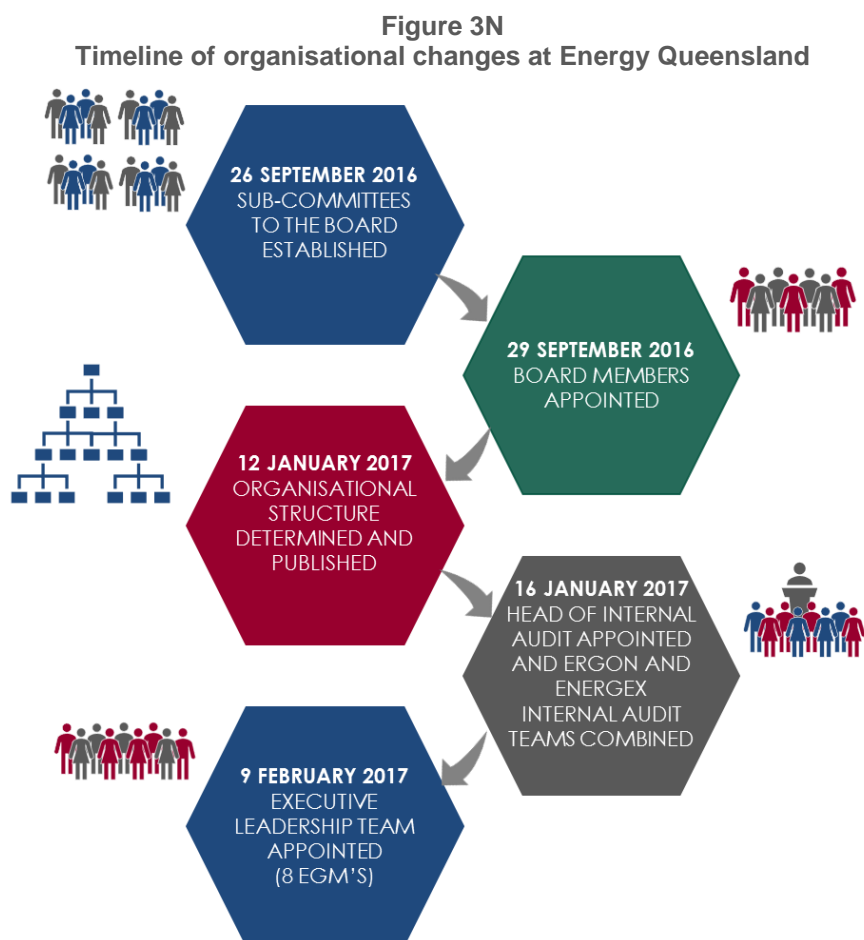 Figure 3N
Timeline of organisational changes at Energy Queensland
26 SEPTEMBER 2016
SUB-COMMITTEES
TO THE BOARD
ESTABLISHED
29 SEPTEMBER 2016
BOARD MEMBERS
APPOINTED
12 JANUARY 2017
ORGANISATIONAL
STRUCTURE
DETERMINED AND
PUBLISHED
16 JANUARY 2017
HEAD OF INTERNAL
AUDIT APPOINTED
AND ERGON AND
ENERGEX
INTERNAL AUDIT
TEAMS COMBINED
9 FEBRUARY 2017
EXECUTIVE
LEADERSHIP TEAM
APPOINTED
(8 EGM'S)